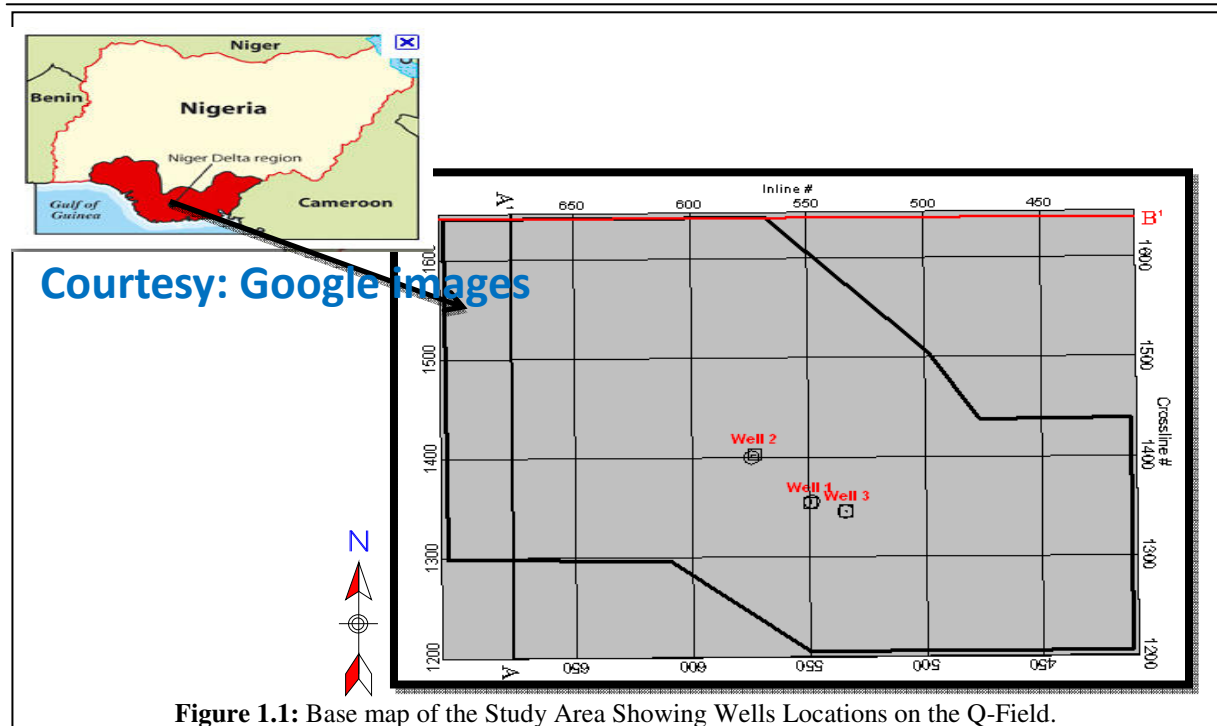 Niger
Benin
Nigeria
Niger Delta region
Gulf of
Guinea
Cameroon
Courtesy: Google images
Inline #
A¹ 650 600 550 500 450 B¹
1600 1600
1500 1500
Crossline #
1400 1400
Well 2
Well 1 Well 3
1300 1300
N
1200 1200
A 650 600 550 500 450
Figure 1.1: Base map of the Study Area Showing Wells Locations on the Q-Field.